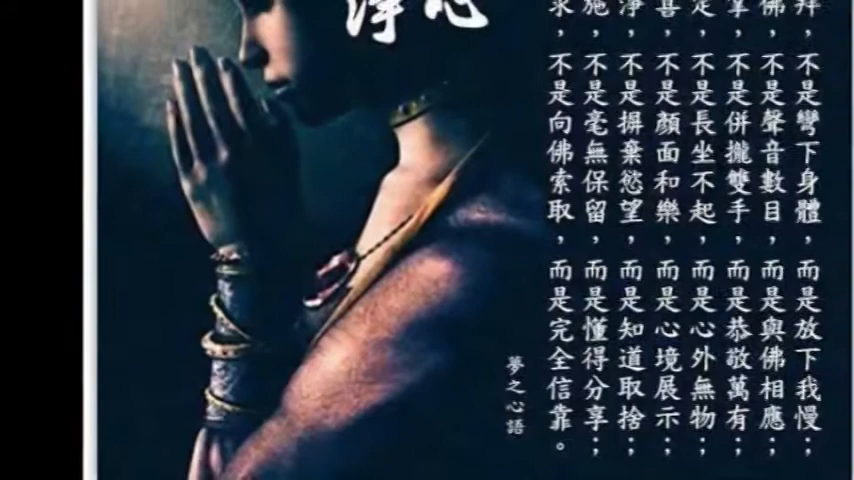 淨心
拜，不是彎下身體，而是放下我慢；
佛，不是聲音數目，而是與佛相應；
掌，不是併攏雙手，而是恭敬萬有；
定，不是長坐不起，而是心外無物；
喜，不是顏面和樂，而是心境展示；
淨，不是摒棄慾望，而是知道取捨；
施，不是毫無保留，而是懂得分享；
求，不是向佛索取，而是完全信靠。
夢之心語